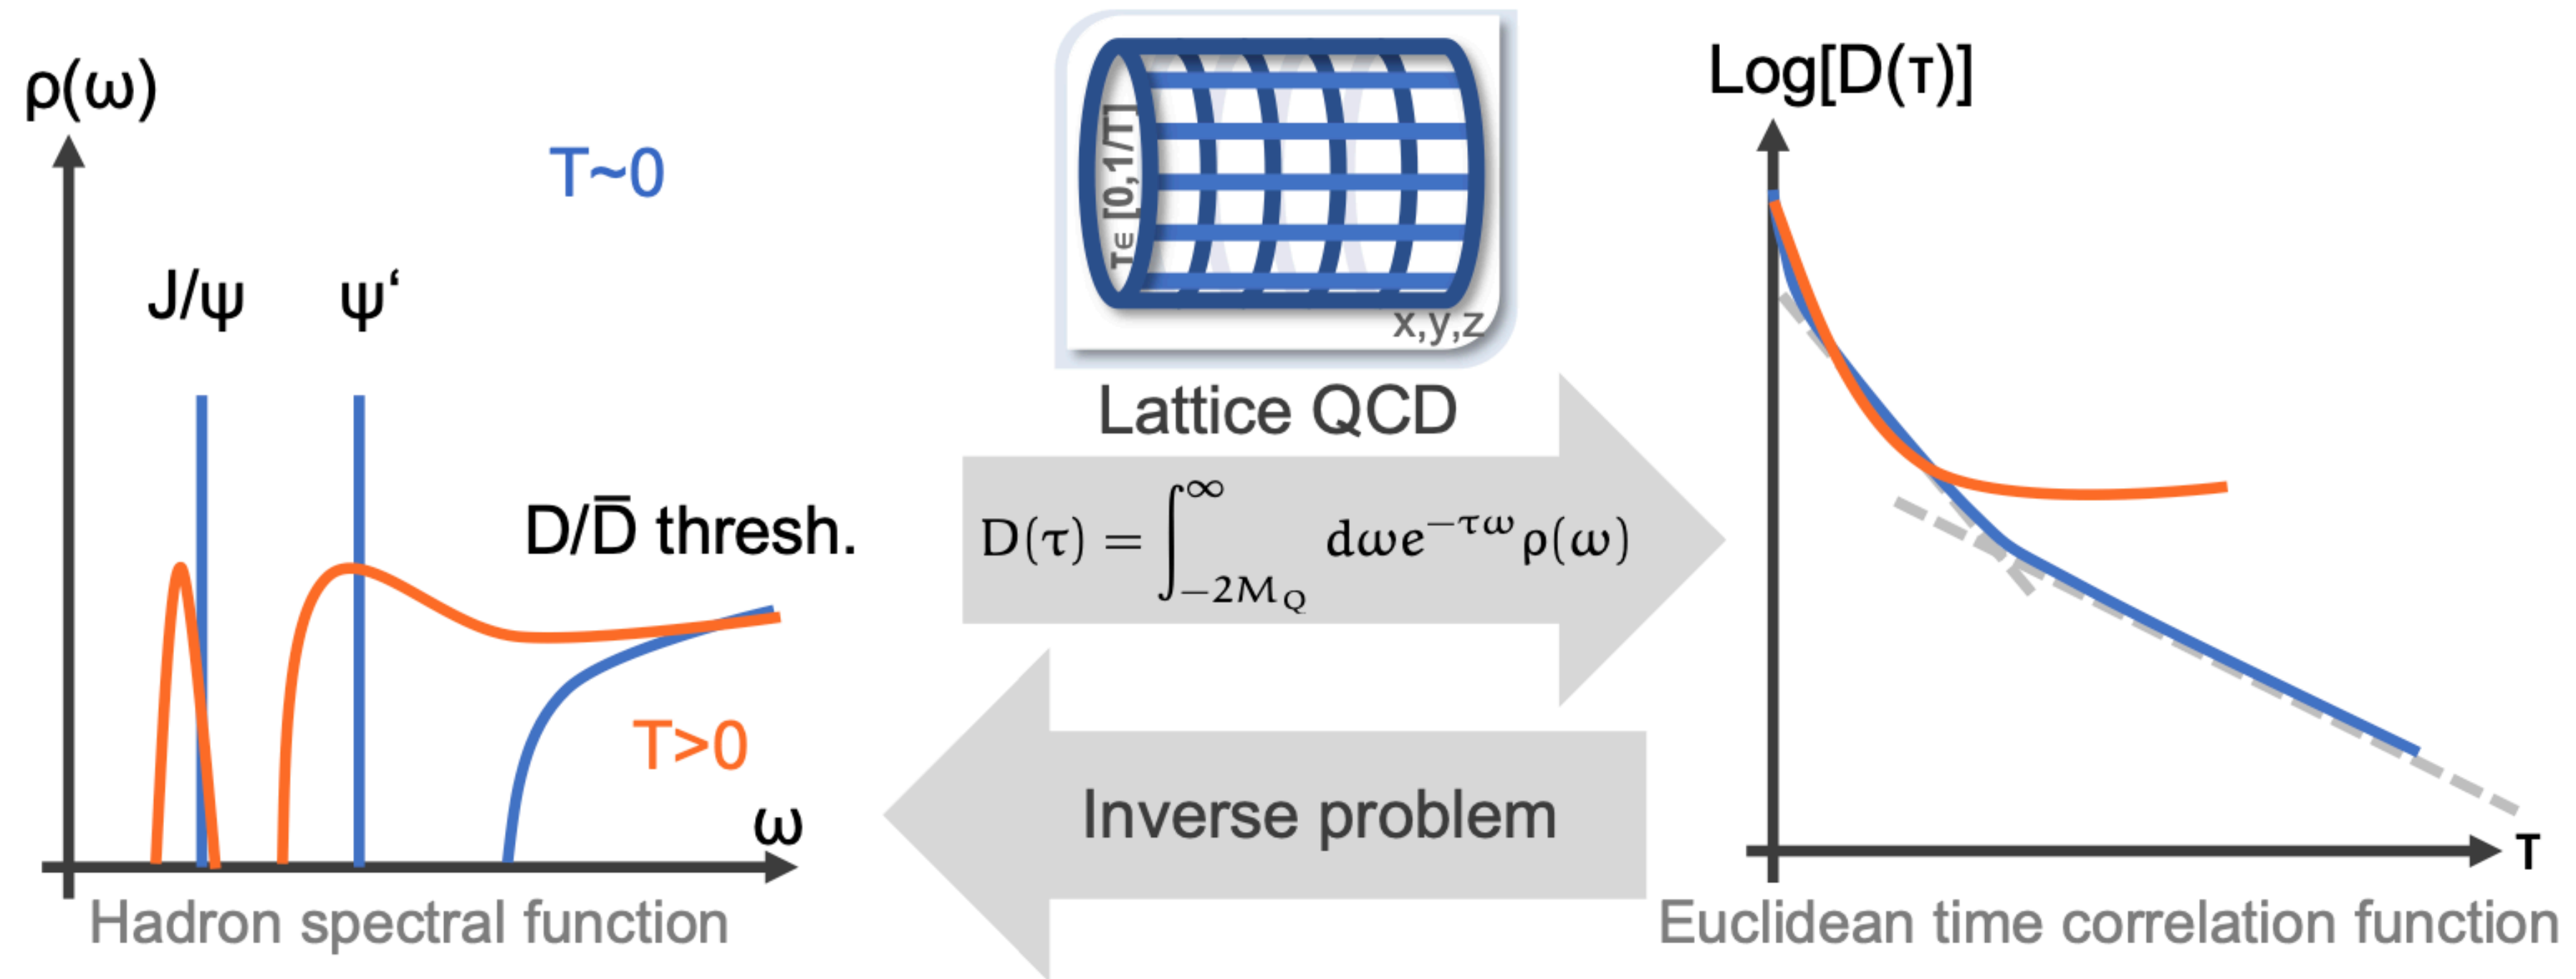 ρ(ω)
T~0
J/ψ
ψ‘
D/D̅ thresh.
T>0
ω
Hadron spectral function
τ∈ [0,1/T]
x,y,z
Lattice QCD
D(τ) = ∫_{-2M_Q}^{∞} dωe^{-τω}ρ(ω)
Inverse problem
Log[D(τ)]
τ
Euclidean time correlation function